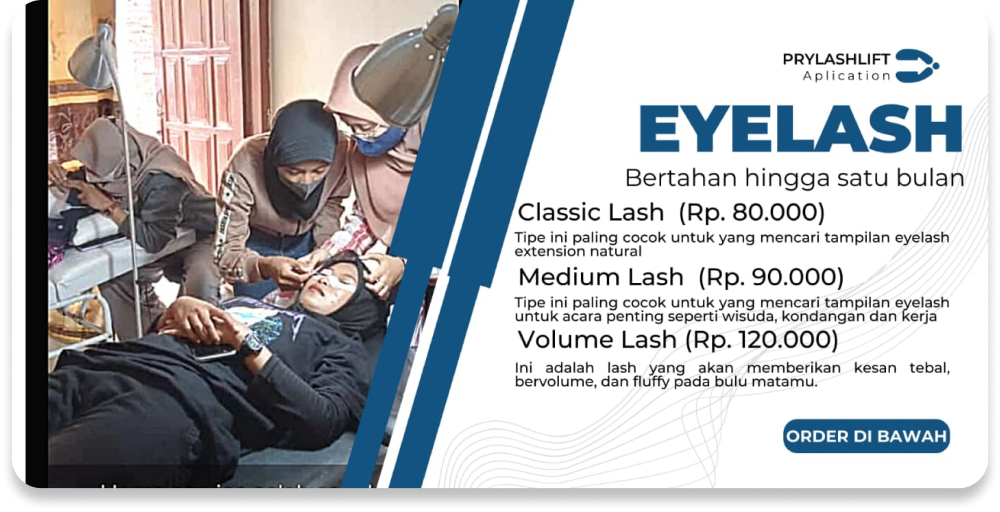 PRYLASHLIFT
Aplication
EYELASH
Bertahan hingga satu bulan
Classic Lash (Rp. 80.000)
Tipe ini paling cocok untuk yang mencari tampilan eyelash
extension natural
Medium Lash (Rp. 90.000)
Tipe ini paling cocok untuk yang mencari tampilan eyelash
untuk acara penting seperti wisuda, kondangan dan kerja
Volume Lash (Rp. 120.000)
Ini adalah lash yang akan memberikan kesan tebal,
bervolume, dan fluffy pada bulu matamu.
ORDER DI BAWAH